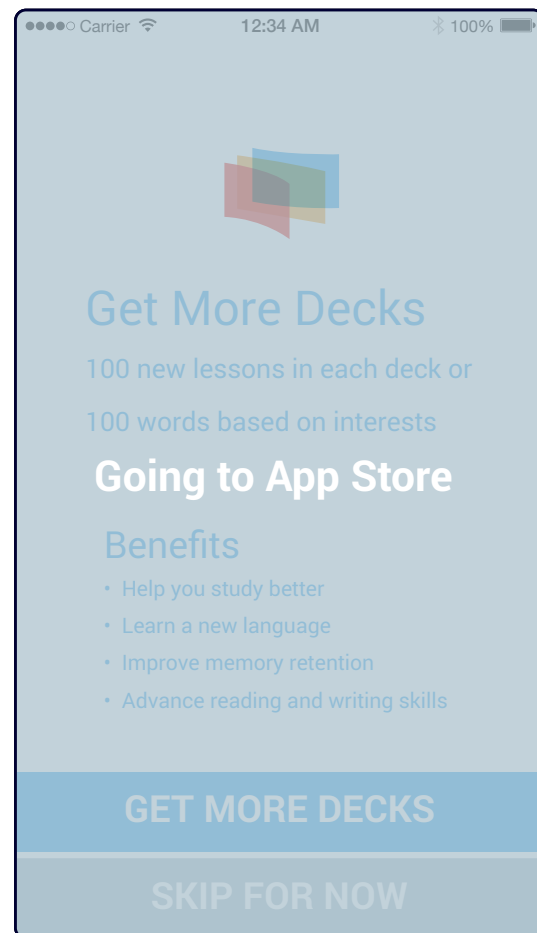 Carrier 12:34 AM 100%
Get More Decks
100 new lessons in each deck or
100 words based on interests
Going to App Store
Benefits
• Help you study better
• Learn a new language
• Improve memory retention
• Advance reading and writing skills
GET MORE DECKS
SKIP FOR NOW